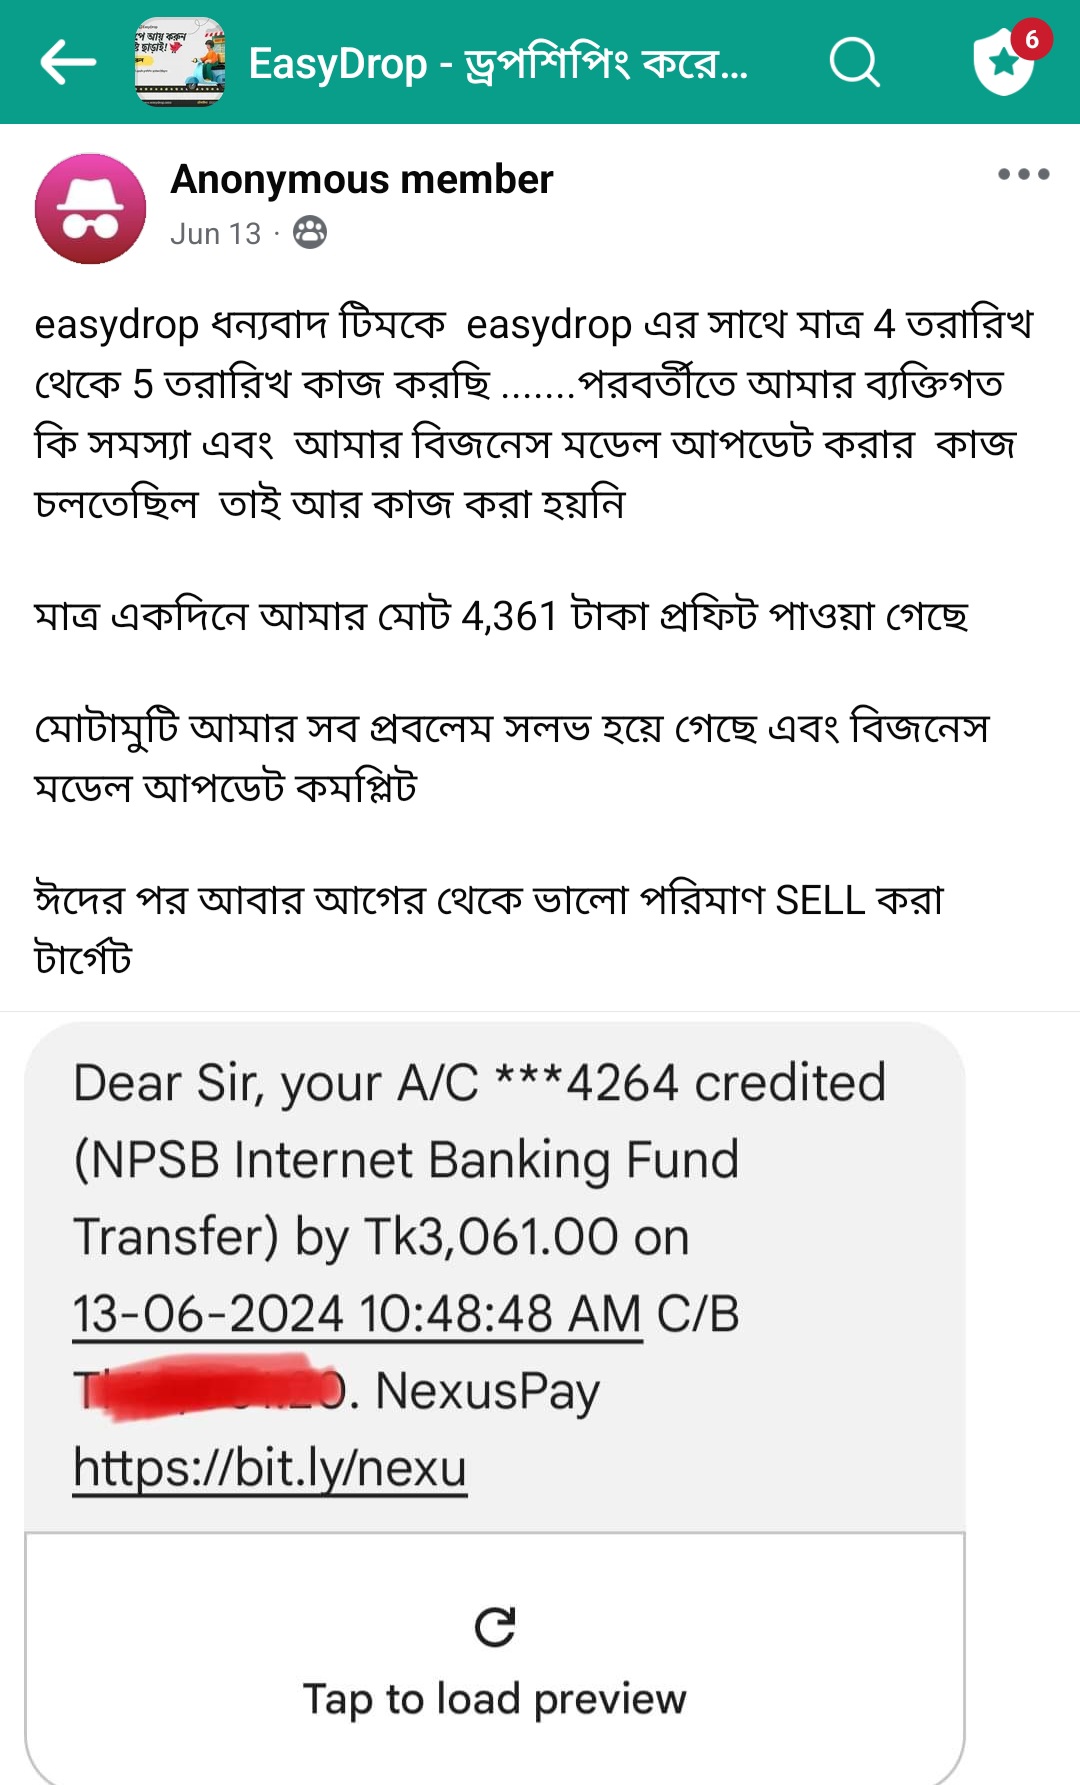 EasyDrop - ড্রপশিপিং করে...
6
Anonymous member
Jun 13 ·
easydrop ধন্যবাদ টিমকে easydrop এর সাথে মাত্র 4 তরারিখ
থেকে 5 তরারিখ কাজ করছি .......পরবর্তীতে আমার ব্যক্তিগত
কি সমস্যা এবং আমার বিজনেস মডেল আপডেট করার কাজ
চলতেছিল তাই আর কাজ করা হয়নি
মাত্র একদিনে আমার মোট 4,361 টাকা প্রফিট পাওয়া গেছে
মোটামুটি আমার সব প্রবলেম সলভ হয়ে গেছে এবং বিজনেস
মডেল আপডেট কমপ্লিট
ঈদের পর আবার আগের থেকে ভালো পরিমাণ SELL করা
টার্গেট
Dear Sir, your A/C ***4264 credited
(NPSB Internet Banking Fund
Transfer) by Tk3,061.00 on
13-06-2024 10:48:48 AM C/B
NexusPay
https://bit.ly/nexu
Tap to load preview